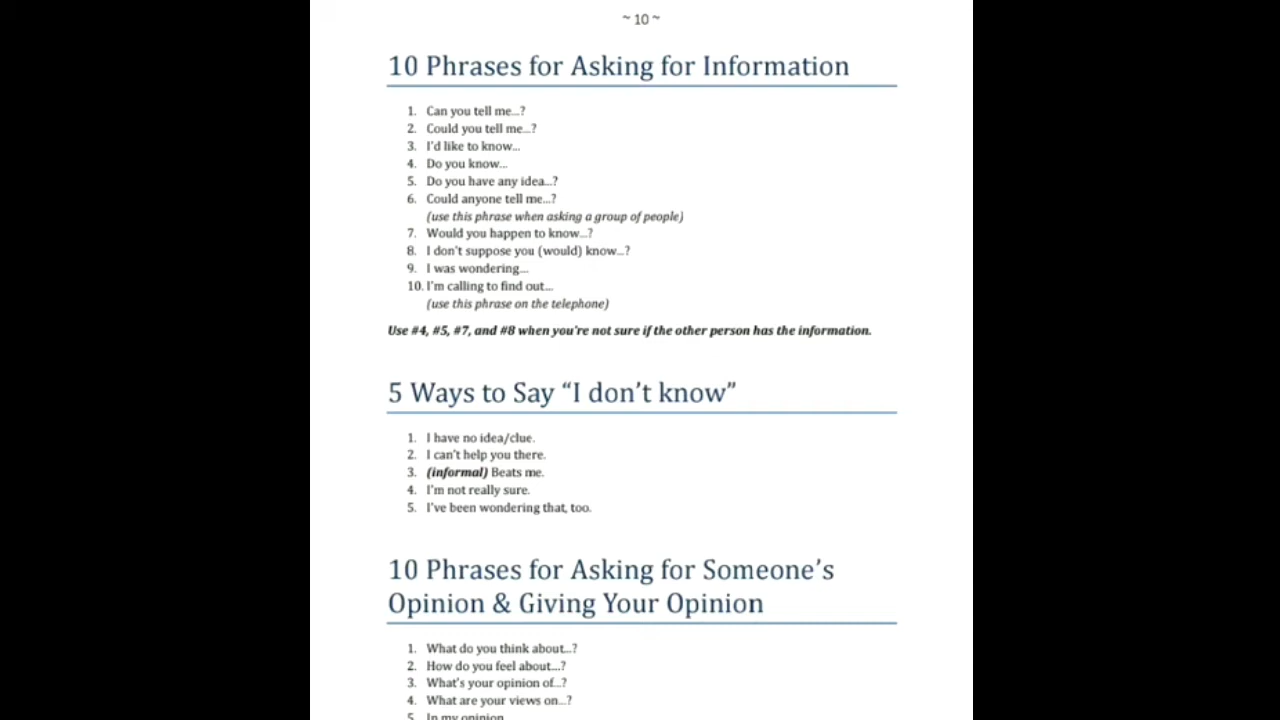 ~ 10 ~
10 Phrases for Asking for Information
1. Can you tell me...?
2. Could you tell me...?
3. I'd like to know...
4. Do you know...
5. Do you have any idea...?
6. Could anyone tell me...?
(use this phrase when asking a group of people)
7. Would you happen to know...?
8. I don't suppose you (would) know...?
9. I was wondering...
10. I'm calling to find out...
(use this phrase on the telephone)
Use #4, #5, #7, and #8 when you're not sure if the other person has the information.
5 Ways to Say “I don't know”
1. I have no idea/clue.
2. I can't help you there.
3. (informal) Beats me.
4. I'm not really sure.
5. I've been wondering that, too.
10 Phrases for Asking for Someone's
Opinion & Giving Your Opinion
1. What do you think about...?
2. How do you feel about...?
3. What's your opinion of...?
4. What are your views on...?
5. In my opinion